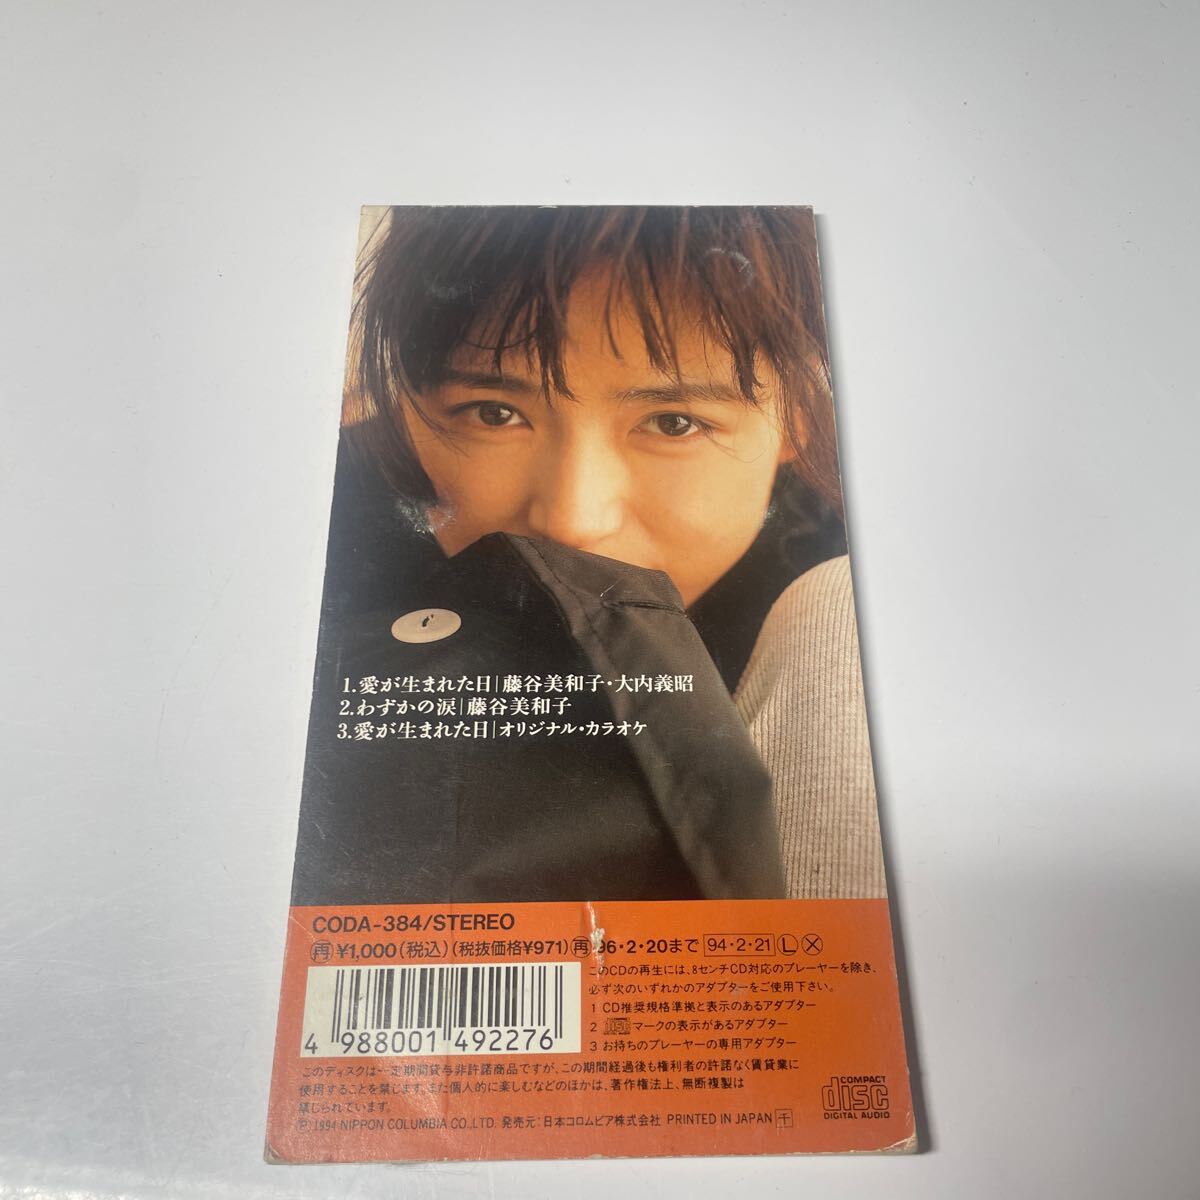 1.愛が生まれた日|藤谷美和子・大内義昭
2.わずかの涙|藤谷美和子
3.愛が生まれた日|オリジナル・カラオケ
CODA-384/STEREO
再 ¥1,000(税込)(税抜価格¥971) 再 96・2・20まで 94・2・21 L X
このCDの再生には、8センチCD対応のプレーヤーを除き、
必ず次のいずれかのアダプターをご使用下さい。
1 CD推奨規格準拠と表示のあるアダプター
2 disc マークの表示があるアダプター
3 お持ちのプレーヤーの専用アダプター
4 988001 492276
このディスクは一定期間貸与非許諾商品ですが、この期間経過後も権利者の許諾なく賃貸業に
使用することを禁じます。また個人的に楽しむなどのほかは、著作権法上、無断複製は
禁じられています。
COMPACT
disc
DIGITAL AUDIO
℗ 1994 NIPPON COLUMBIA CO.,LTD. 発売元:日本コロムビア株式会社 PRINTED IN JAPAN 千